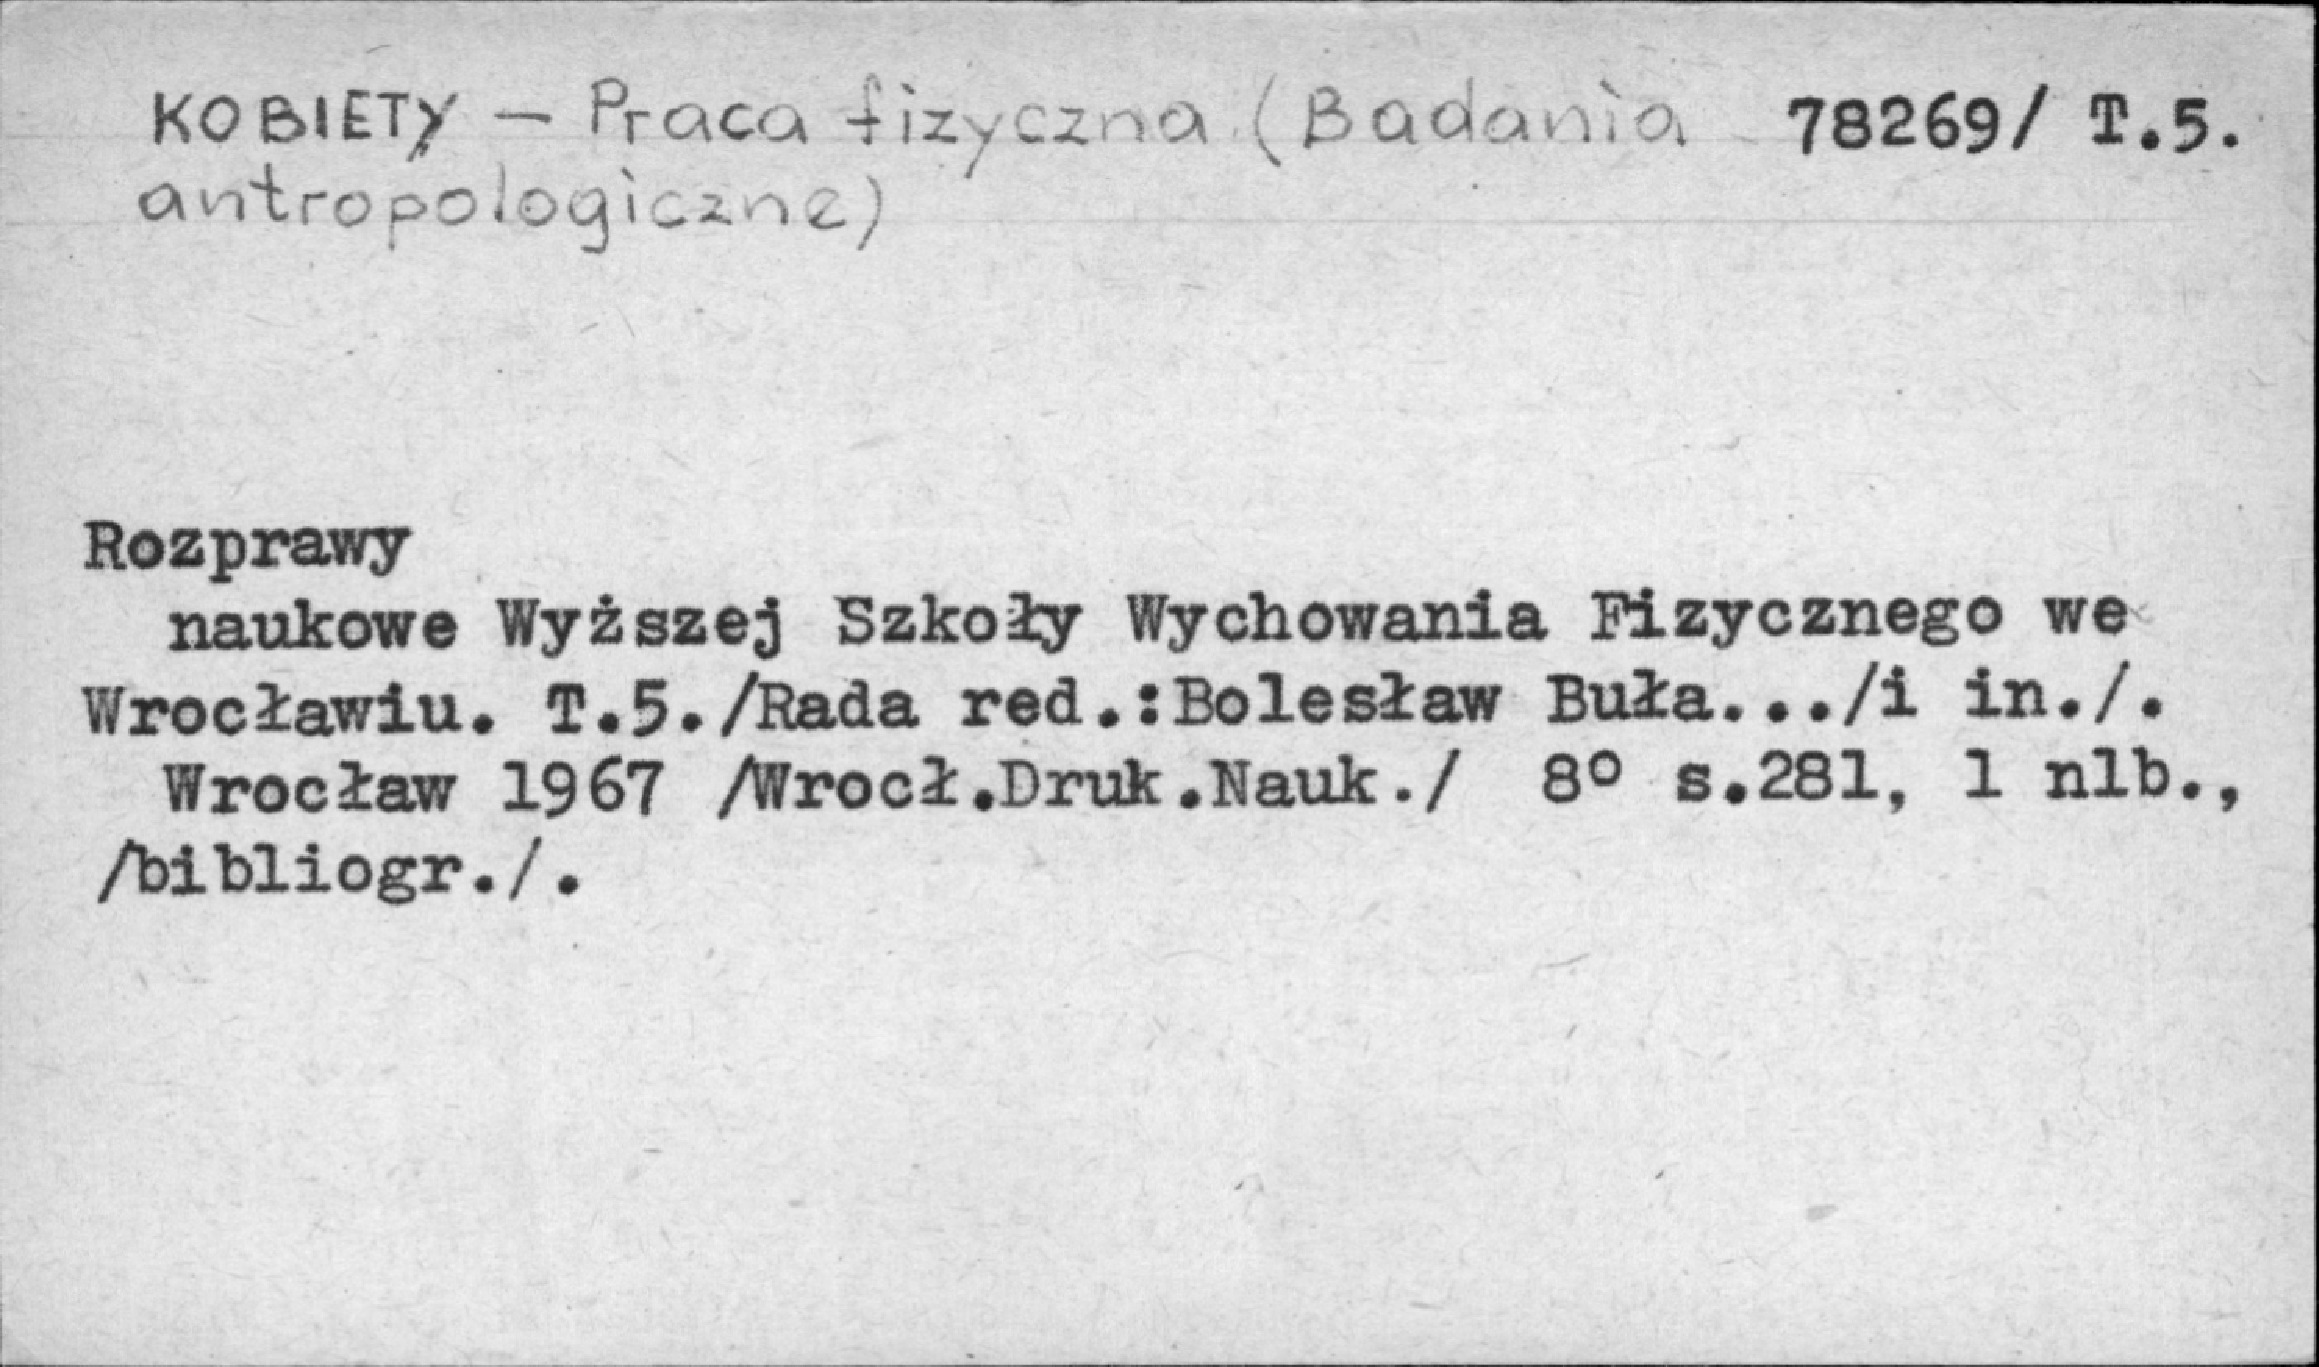 KOBIETY – Praca fizyczna (Badania 78269/ T.5.
antropologiczne)
Rozprawy
naukowe Wyższej Szkoły Wychowania Fizycznego we
Wrocławiu. T.5./Rada red.:Bolesław Buła.../i in./.
Wrocław 1967 /Wrocł.Druk.Nauk./ 8° s.281, 1 nlb.,
/bibliogr./.